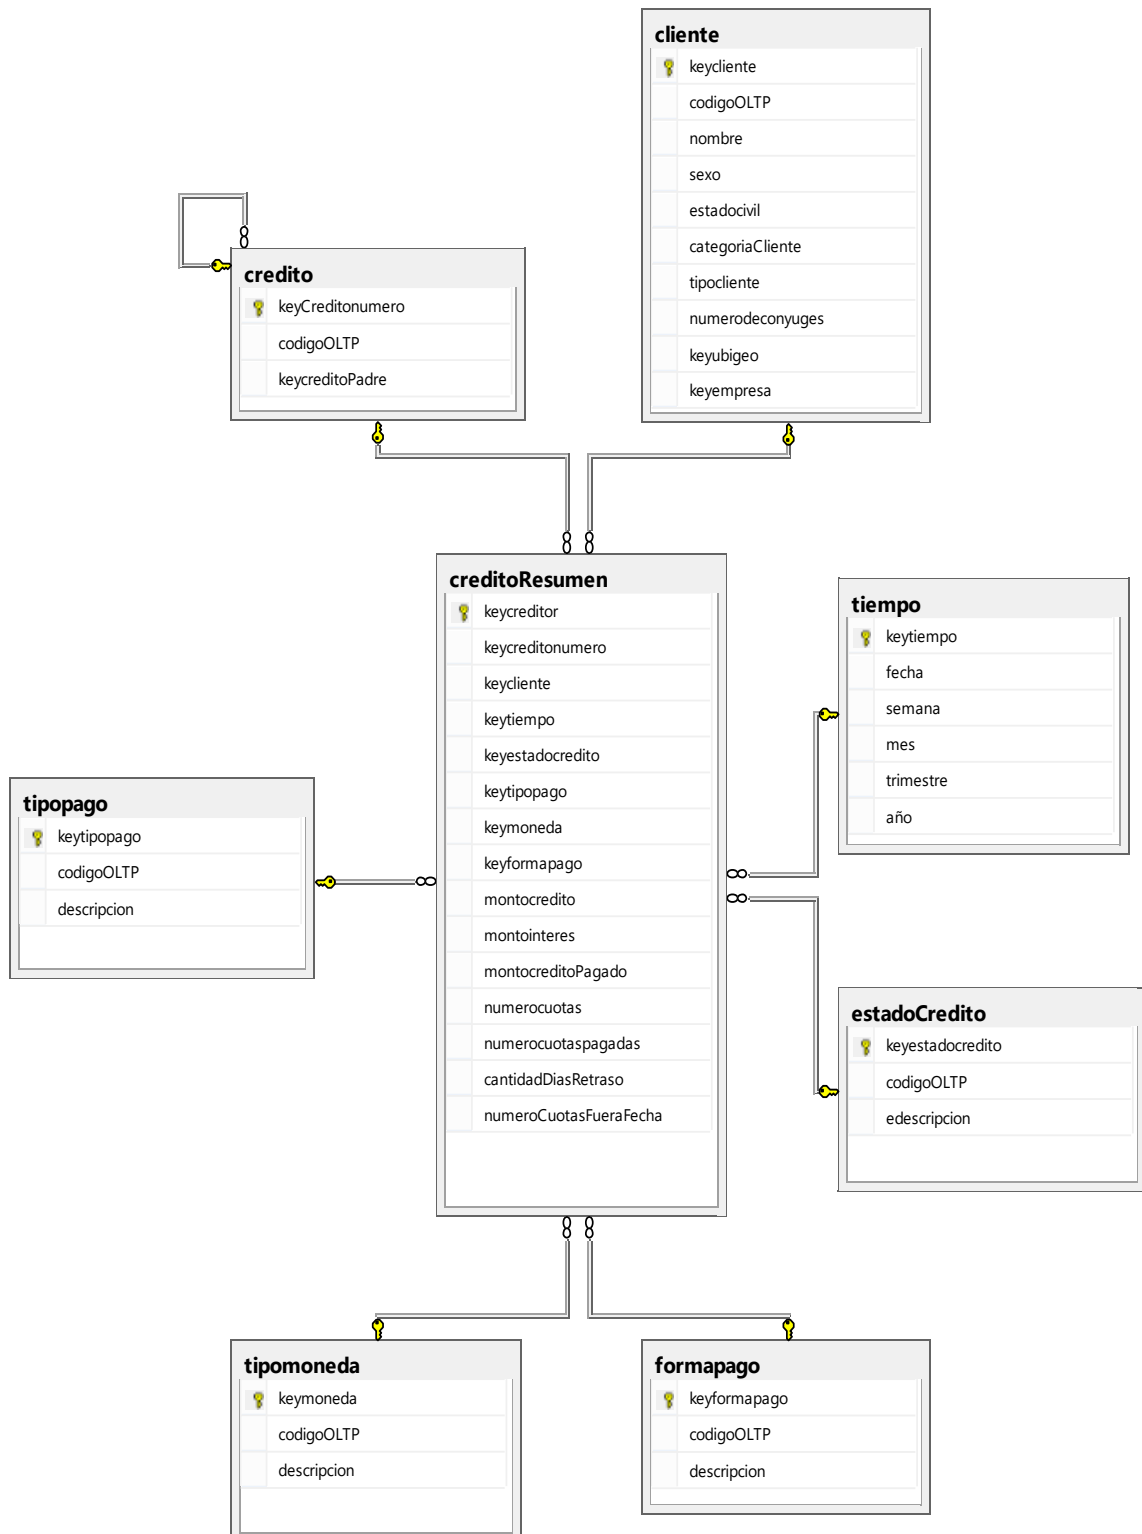 cliente
keycliente
codigoOLTP
nombre
sexo
estadocivil
categoriaCliente
tipocliente
numerodeconyuges
keyubigeo
keyempresa
credito
keyCreditonumero
codigoOLTP
keycreditoPadre
creditoResumen
keycreditor
keycreditonumero
keycliente
keytiempo
keyestadocredito
keytipopago
keymoneda
keyformapago
montocredito
montointeres
montocreditoPagado
numerocuotas
numerocuotaspagadas
cantidadDiasRetraso
numeroCuotasFueraFecha
tiempo
keytiempo
fecha
semana
mes
trimestre
año
tipopago
keytipopago
codigoOLTP
descripcion
estadoCredito
keyestadocredito
codigoOLTP
edescripcion
tipomoneda
keymoneda
codigoOLTP
descripcion
formapago
keyformapago
codigoOLTP
descripcion